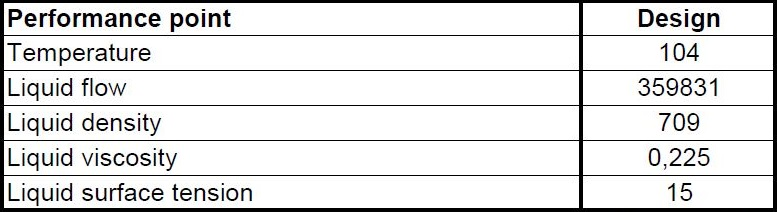 Performance point Design
Temperature 104
Liquid flow 359831
Liquid density 709
Liquid viscosity 0,225
Liquid surface tension 15